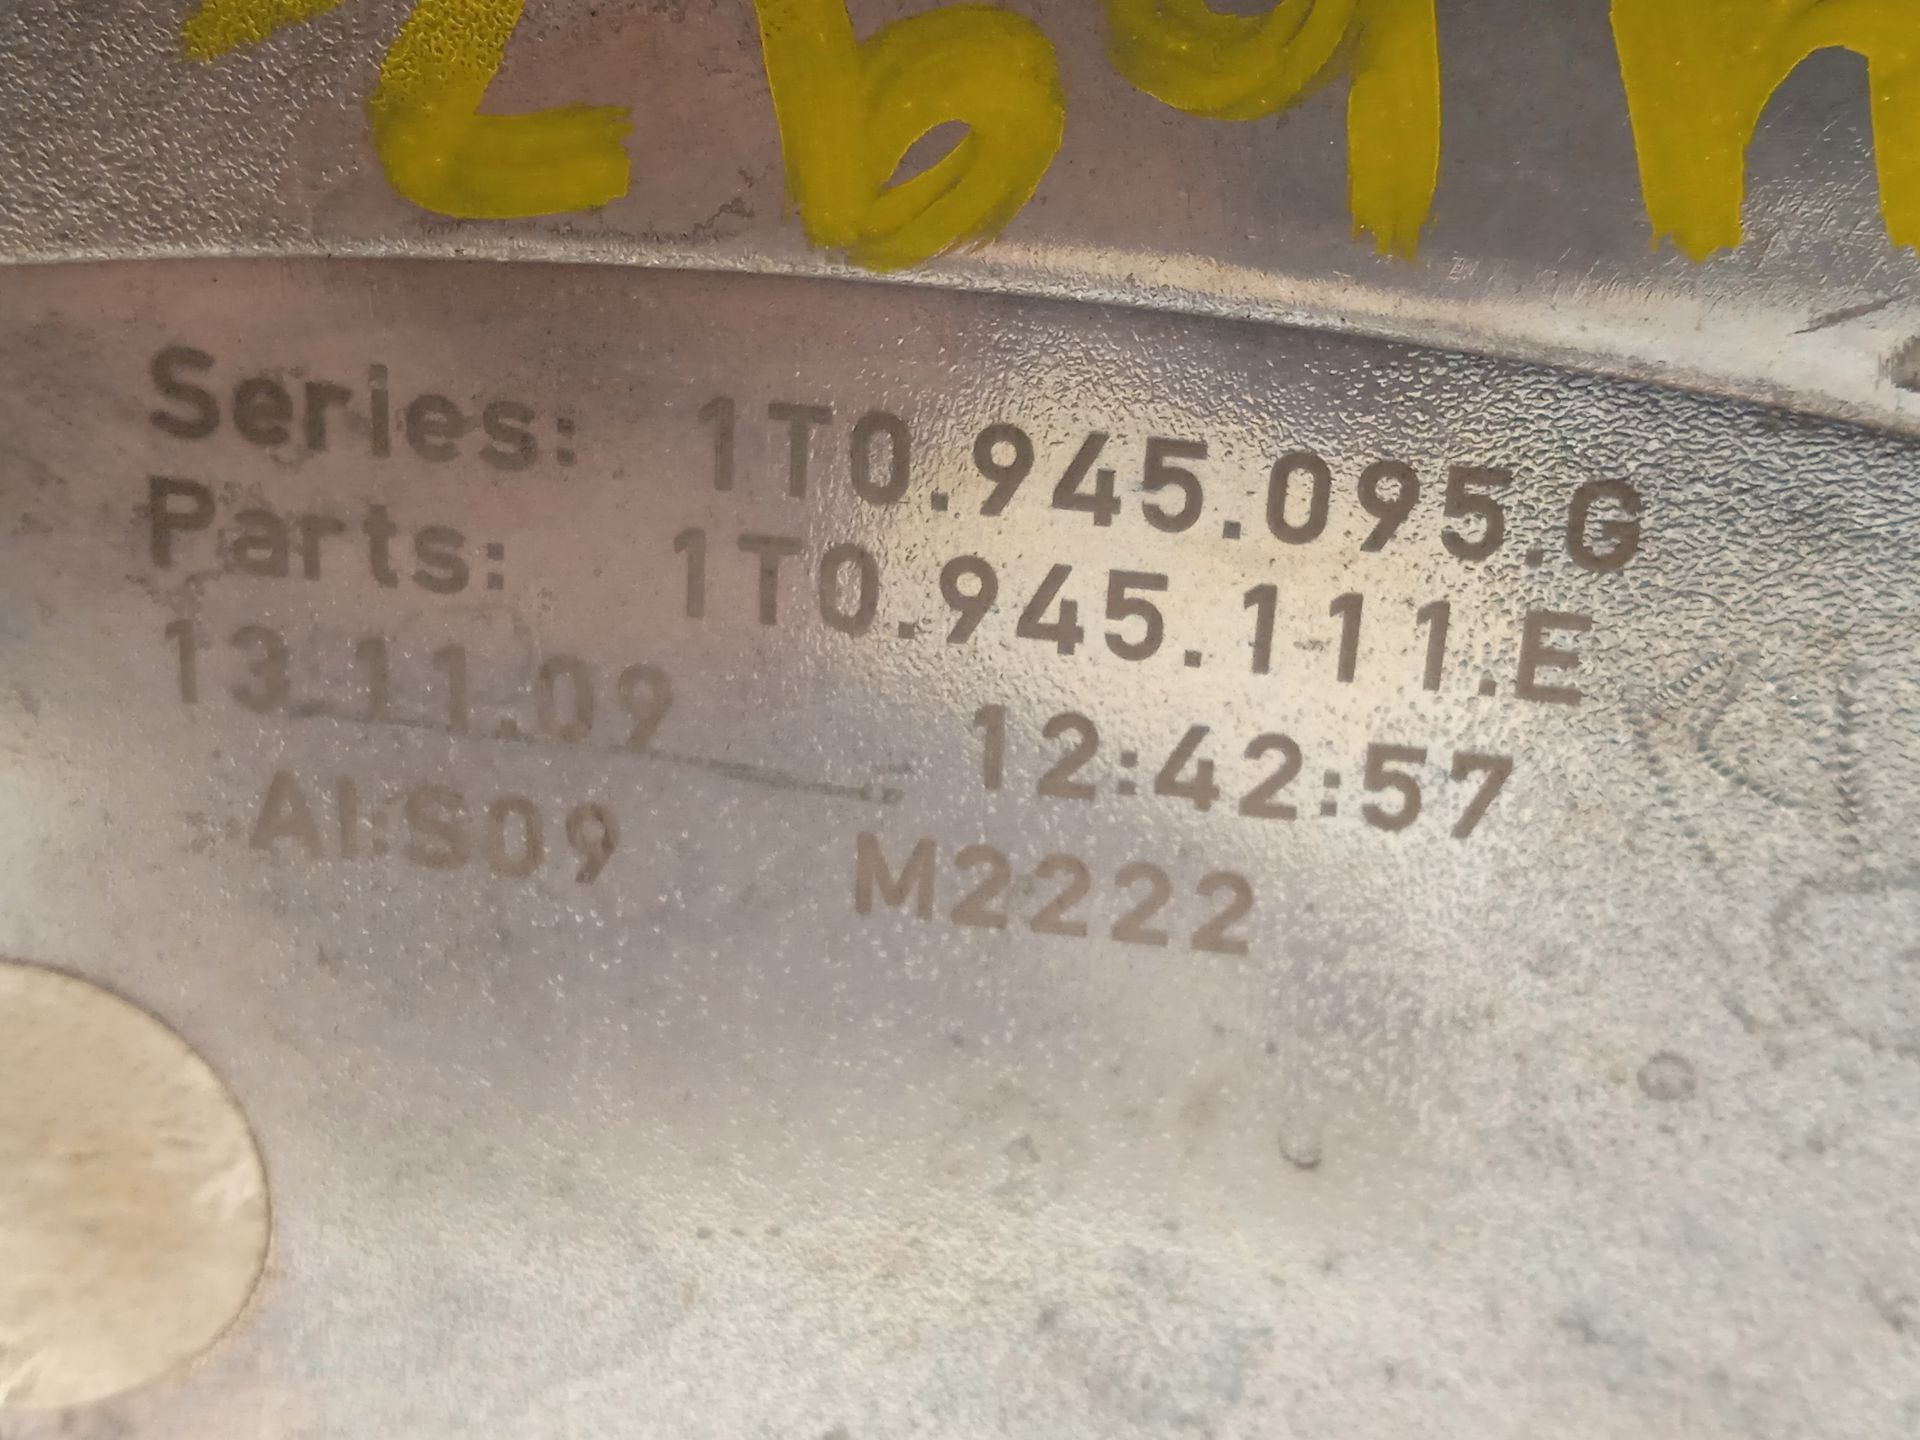 Series: 1T0.945.095.G
Parts: 1T0.945.111.E
13.11.09 12:42:57
AI:S09 M2222